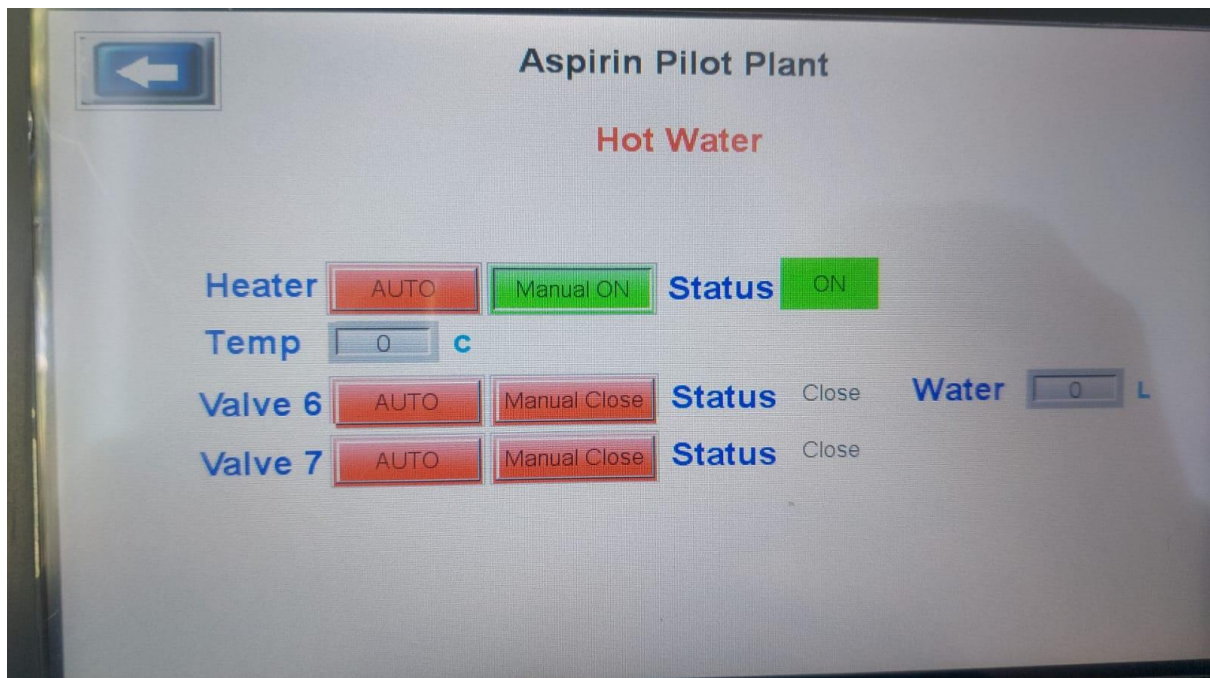 Aspirin Pilot Plant
Hot Water
Heater AUTO Manual ON Status ON
Temp 0 C
Valve 6 AUTO Manual Close Status Close Water 0 L
Valve 7 AUTO Manual Close Status Close